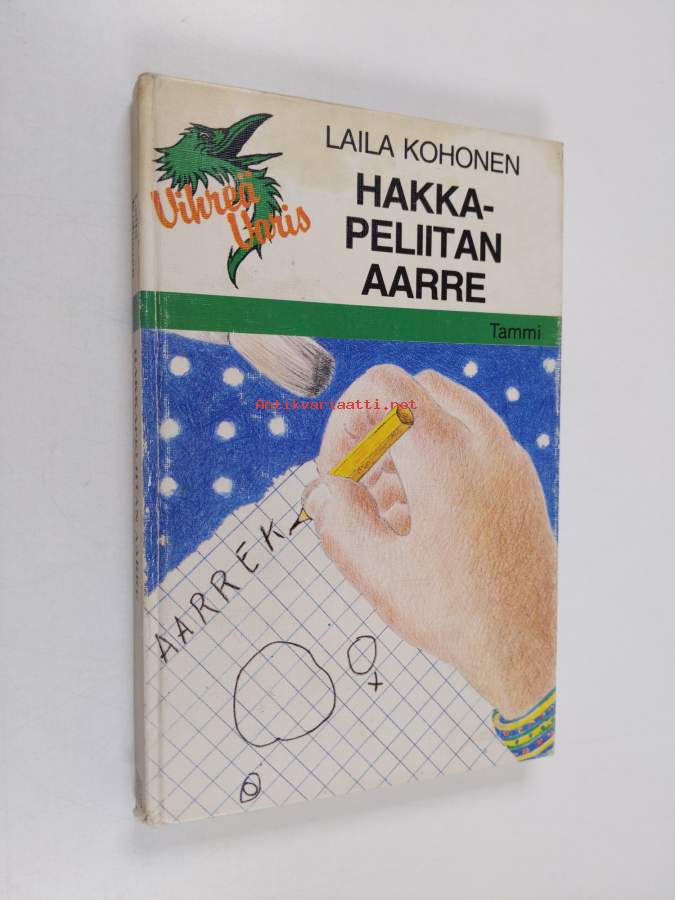 LAILA KOHONEN
Vihreä
Varis
HAKKA-
PELIITAN
AARRE
Tammi
Antikvariaatti.net
AARREK